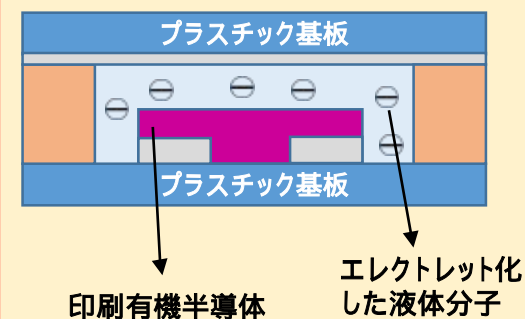 プラスチック基板
プラスチック基板
エレクトレット化
した液体分子
印刷有機半導体